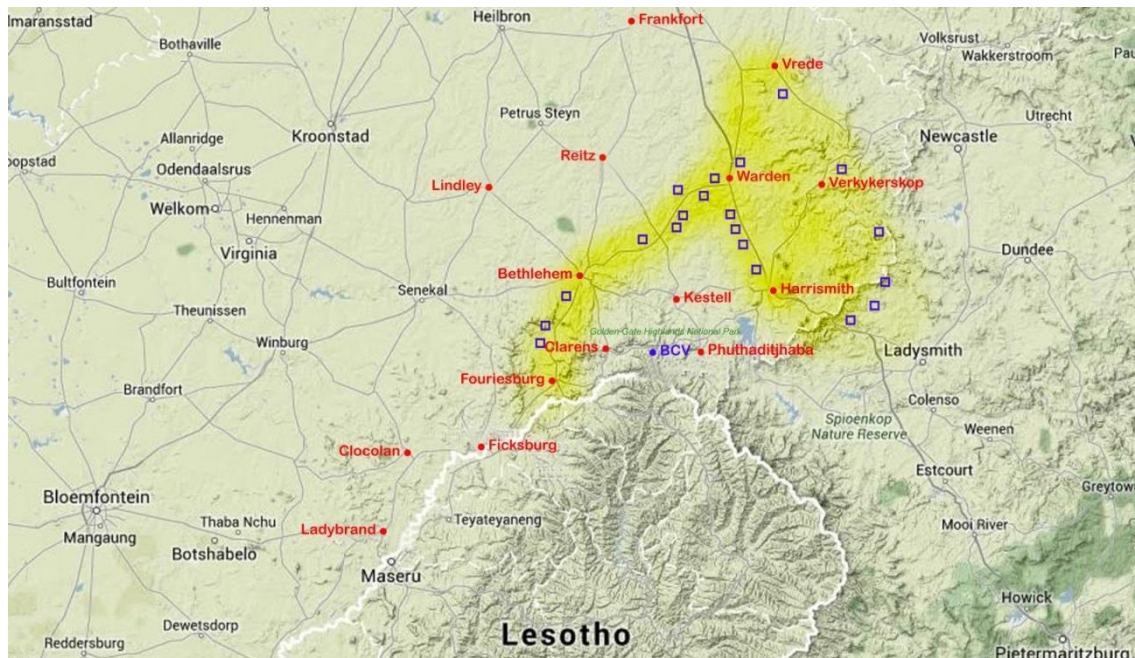 lmaransstad
Heilbron
Frankfort
Volksrust
Wakkerstroom
Pau
Bothaville
Vrede
Petrus Steyn
Utrecht
Allanridge
Kroonstad
Newcastle
oopstad
Odendaalsrus
Reitz
Lindley
Warden
Verkykerskop
Welkom
Hennenman
Virginia
Dundee
Bultfontein
Bethlehem
Senekal
Kestell
Harrismith
Theunissen
Golden Gate Highlands National Park
Winburg
Clarens
BCV
Phuthaditjhaba
Ladysmith
Fouriesburg
Brandfort
Colenso
Spioenkop
Nature Reserve
Weenen
Clocolan
Ficksburg
Estcourt
Greytow
Bloemfontein
Thaba Nchu
Teyateyaneng
Mangaung
Botshabelo
Ladybrand
Mooi River
Maseru
Howick
Dewetsdorp
Lesotho
Reddersburg
Pietermaritzburg